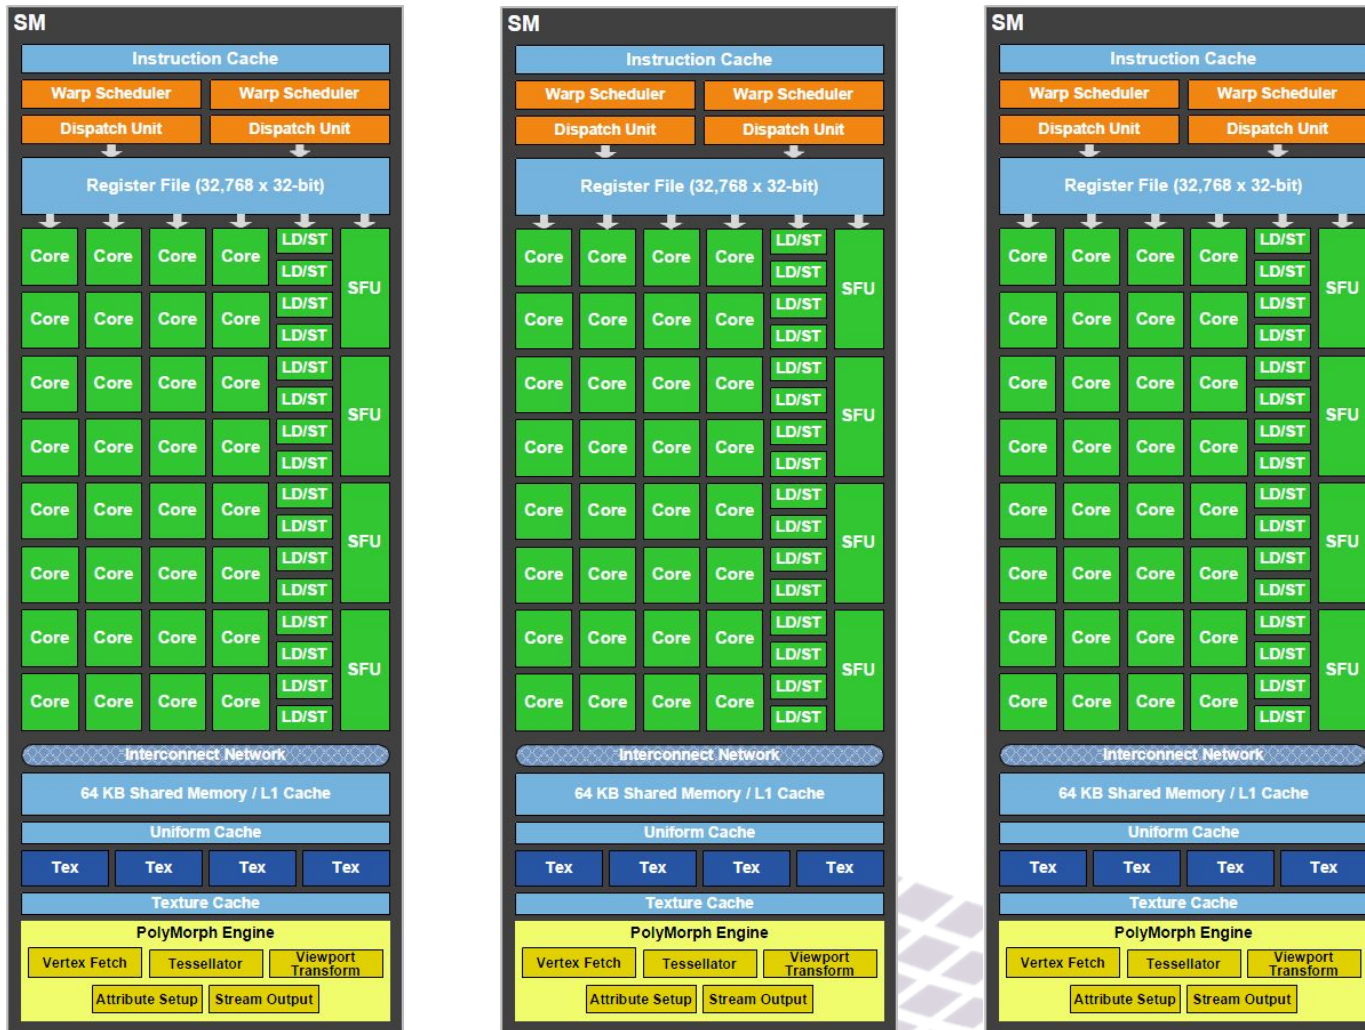 SM
Instruction Cache
Warp Scheduler Warp Scheduler
Dispatch Unit Dispatch Unit
Register File (32,768 x 32-bit)
Core Core Core Core LD/ST LD/ST SFU
Core Core Core Core LD/ST LD/ST
Core Core Core Core LD/ST LD/ST SFU
Core Core Core Core LD/ST LD/ST
Core Core Core Core LD/ST LD/ST SFU
Core Core Core Core LD/ST LD/ST
Core Core Core Core LD/ST LD/ST SFU
Core Core Core Core LD/ST LD/ST
Interconnect Network
64 KB Shared Memory / L1 Cache
Uniform Cache
Tex Tex Tex Tex
Texture Cache
PolyMorph Engine
Vertex Fetch Tessellator Viewport Transform
Attribute Setup Stream Output
SM
Instruction Cache
Warp Scheduler Warp Scheduler
Dispatch Unit Dispatch Unit
Register File (32,768 x 32-bit)
Core Core Core Core LD/ST LD/ST SFU
Core Core Core Core LD/ST LD/ST
Core Core Core Core LD/ST LD/ST SFU
Core Core Core Core LD/ST LD/ST
Core Core Core Core LD/ST LD/ST SFU
Core Core Core Core LD/ST LD/ST
Core Core Core Core LD/ST LD/ST SFU
Core Core Core Core LD/ST LD/ST
Interconnect Network
64 KB Shared Memory / L1 Cache
Uniform Cache
Tex Tex Tex Tex
Texture Cache
PolyMorph Engine
Vertex Fetch Tessellator Viewport Transform
Attribute Setup Stream Output
SM
Instruction Cache
Warp Scheduler Warp Scheduler
Dispatch Unit Dispatch Unit
Register File (32,768 x 32-bit)
Core Core Core Core LD/ST LD/ST SFU
Core Core Core Core LD/ST LD/ST
Core Core Core Core LD/ST LD/ST SFU
Core Core Core Core LD/ST LD/ST
Core Core Core Core LD/ST LD/ST SFU
Core Core Core Core LD/ST LD/ST
Core Core Core Core LD/ST LD/ST SFU
Core Core Core Core LD/ST LD/ST
Interconnect Network
64 KB Shared Memory / L1 Cache
Uniform Cache
Tex Tex Tex Tex
Texture Cache
PolyMorph Engine
Vertex Fetch Tessellator Viewport Transform
Attribute Setup Stream Output